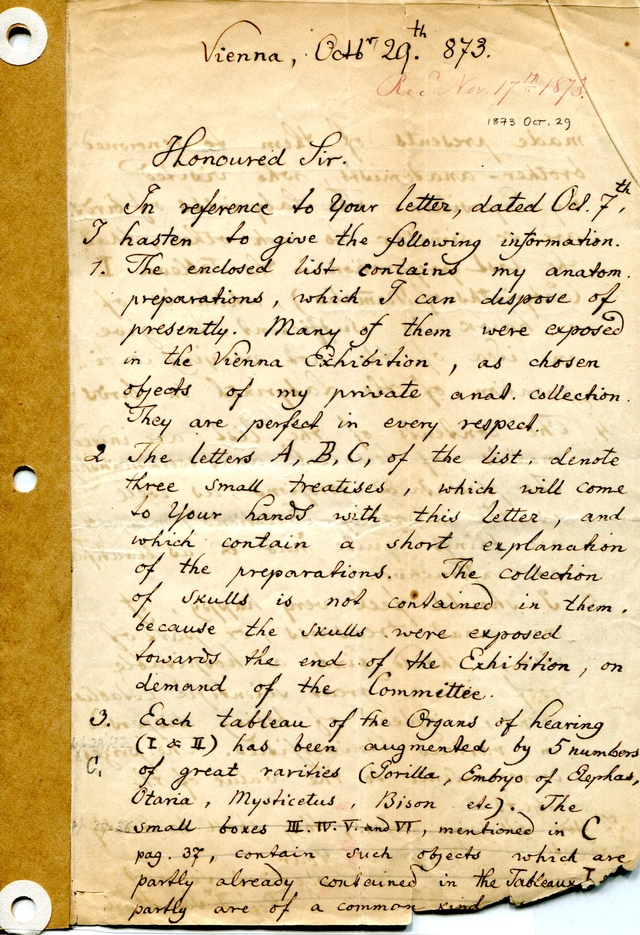 Vienna, Octbr 29.th 873.
Rec'd Nov. 17th 1873.
1873 Oct. 29
Honoured Sir.
In reference to Your letter, dated Oct. 7th,
I hasten to give the following information.
1. The enclosed list contains my anatom.
preparations, which I can dispose of
presently. Many of them were exposed
in the Vienna Exhibition, as chosen
objects of my private anat. collection.
They are perfect in every respect.
2 The letters A, B, C, of the list, denote
three small treatises, which will come
to Your hands with this letter, and
which contain a short explanation
of the preparations. The collection
of skulls is not contained in them,
because the skulls were exposed
towards the end of the Exhibition, on
demand of the Committée.
3. Each tableau of the Organs of hearing
(I & II) has been augmented by 5 numbers
C. of great rarities (Gorilla, Embryo of Elephas,
Otaria, Mysticetus, Bison etc). The
small boxes III. IV. V. and VI, mentioned in C
pag. 37, contain such objects which are
partly already contained in the Tableaux I
partly are of a common kind